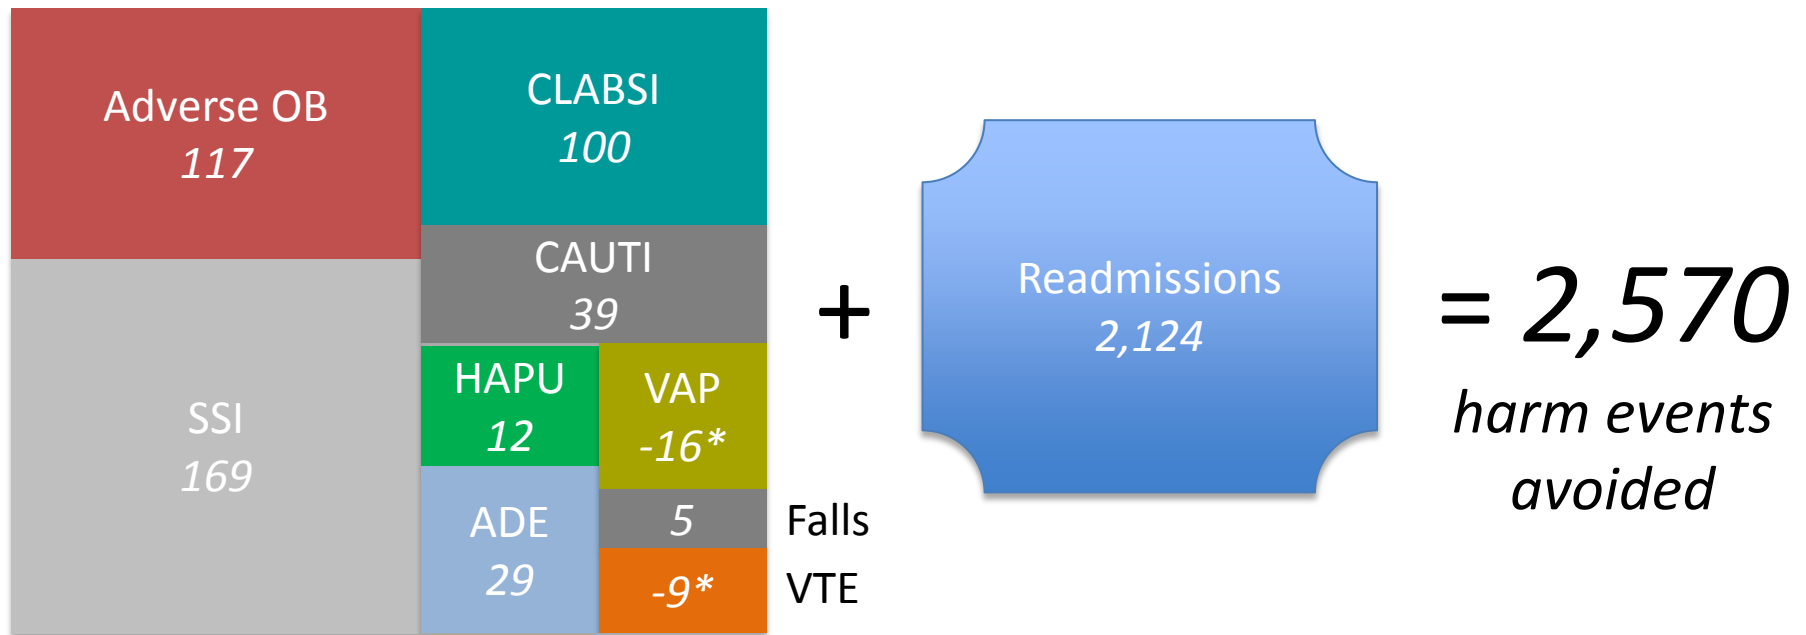 Adverse OB
117
SSI
169
CLABSI
100
CAUTI
39
HAPU
12
ADE
29
VAP
-16*
5
Falls
-9*
VTE
+
Readmissions
2,124
= 2,570
harm events
avoided